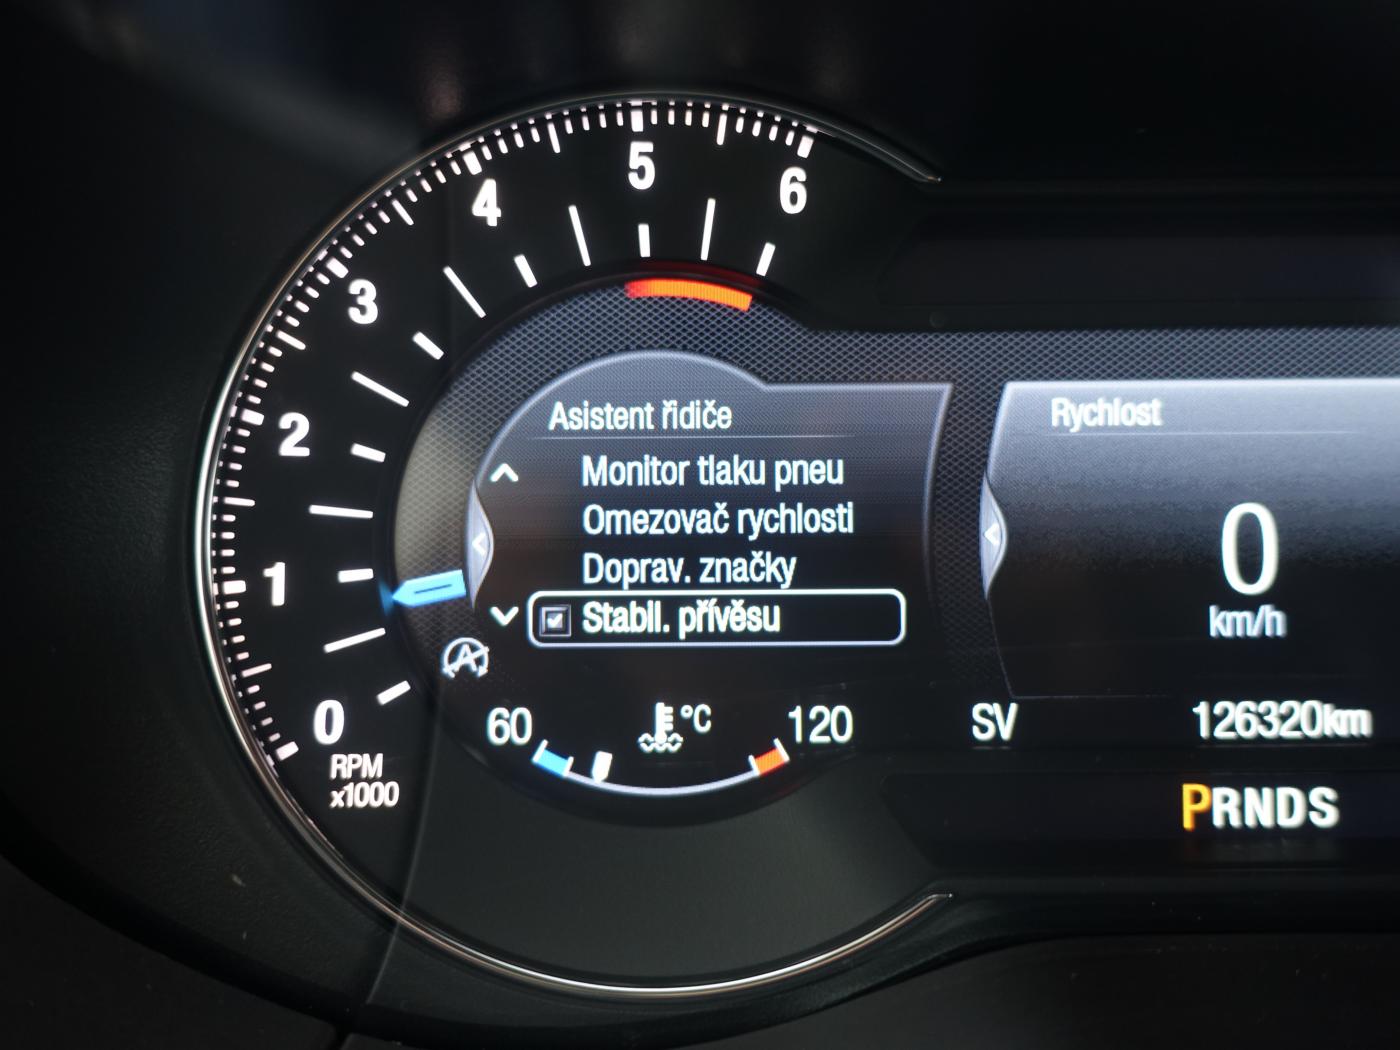 0
1
2
3
4
5
6
RPM
x1000
Asistent řidiče
Monitor tlaku pneu
Omezovač rychlosti
Doprav. značky
Stabil. přívěsu
A
60
°C
120
Rychlost
0
km/h
SV
126320km
PRNDS